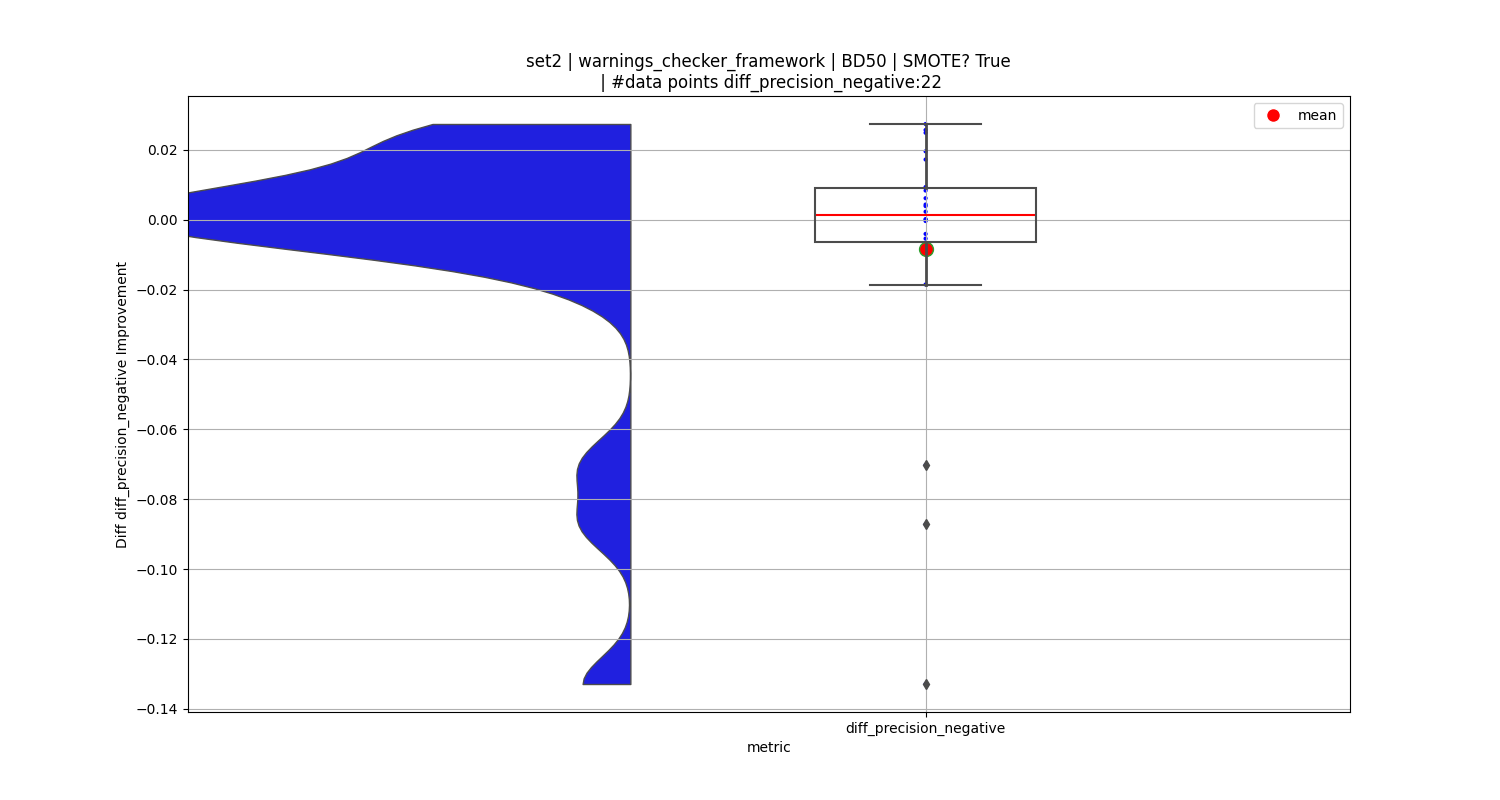 set2 | warnings_checker_framework | BD50 | SMOTE? True
| #data points diff_precision_negative:22
mean
0.02
0.00
−0.02
−0.04
−0.06
−0.08
−0.10
−0.12
−0.14
Diff diff_precision_negative Improvement
diff_precision_negative
metric